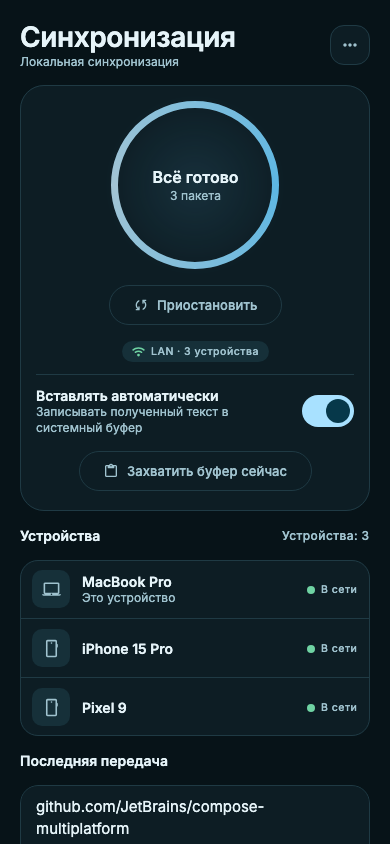 Синхронизация
Локальная синхронизация
Всё готово
3 пакета
Приостановить
LAN · 3 устройства
Вставлять автоматически
Записывать полученный текст в
системный буфер
Захватить буфер сейчас
Устройства
Устройства: 3
MacBook Pro
Это устройство
В сети
iPhone 15 Pro
В сети
Pixel 9
В сети
Последняя передача
github.com/JetBrains/compose-
multiplatform